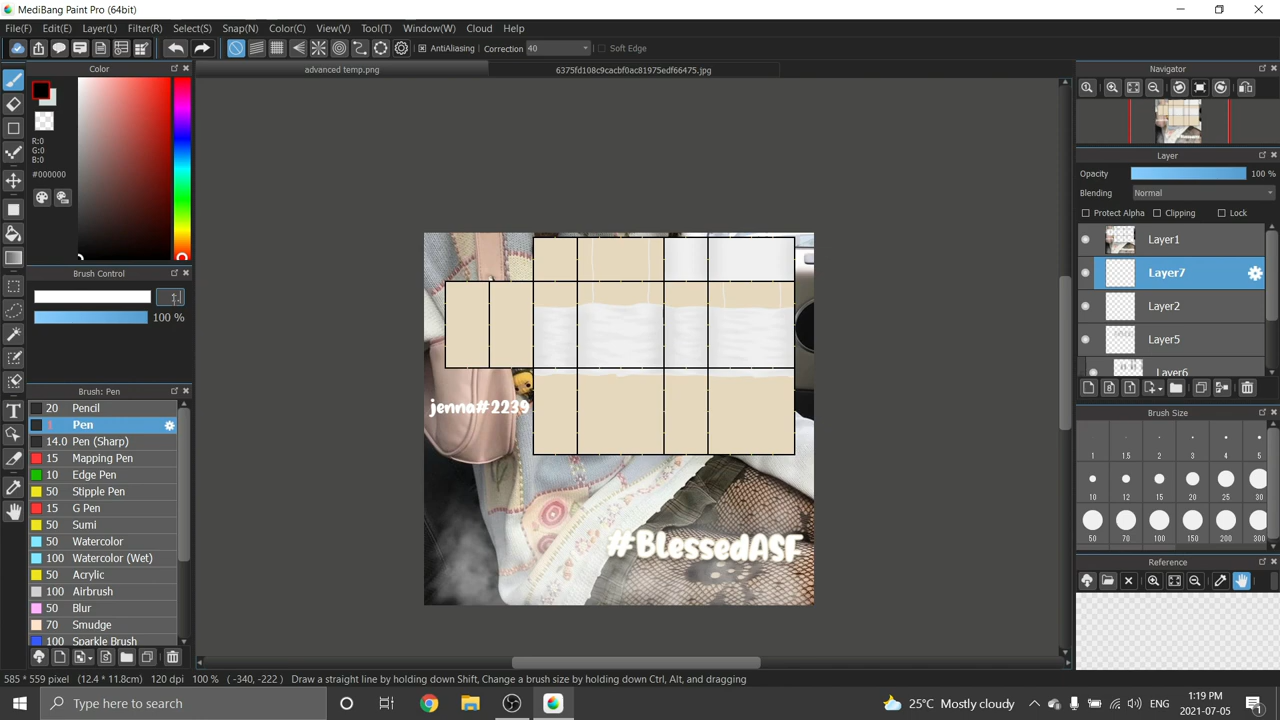 MediBang Paint Pro (64bit)
File(F) Edit(E) Layer(L) Filter(R) Select(S) Snap(N) Color(C) View(V) Tool(T) Window(W) Cloud Help
AntiAliasing Correction 40 Soft Edge
Color
R:0
G:0
B:0
#000000
Brush Control
100 %
Brush: Pen
20 Pencil
1 Pen
14.0 Pen (Sharp)
15 Mapping Pen
10 Edge Pen
50 Stipple Pen
15 G Pen
50 Sumi
50 Watercolor
100 Watercolor (Wet)
50 Acrylic
100 Airbrush
50 Blur
70 Smudge
100 Sparkle Brush
advanced temp.png
6375fd108c9cacbf0ac81975edf66475.jpg
jenna#2239
#BlessedASF
Navigator
Layer
Opacity 100 %
Blending Normal
Protect Alpha Clipping Lock
Layer1
Layer7
Layer2
Layer5
Layer6
Brush Size
1 1.5 2 3 4 5
10 12 15 20 25 30
50 70 100 150 200 300
Reference
585 * 559 pixel (12.4 * 11.8cm) 120 dpi 100 % ( -340, -222 ) Draw a straight line by holding down Shift, Change a brush size by holding down Ctrl, Alt, and dragging
Type here to search
25°C Mostly cloudy
ENG
1:19 PM
2021-07-05
1